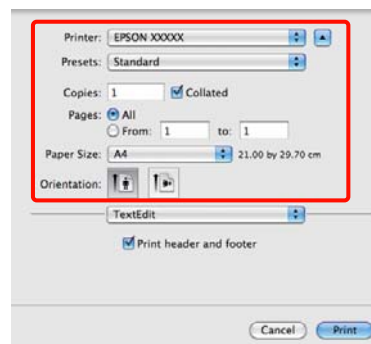 Printer: EPSON XXXXX
Presets: Standard
Copies: 1 Collated
Pages: All
From: 1 to: 1
Paper Size: A4 21.00 by 29.70 cm
Orientation:
TextEdit
Print header and footer
Cancel Print